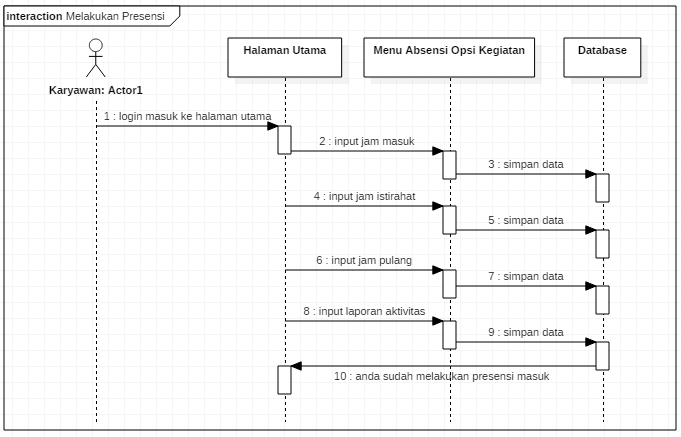 interaction Melakukan Presensi
Halaman Utama
Menu Absensi Opsi Kegiatan
Database
Karyawan: Actor1
1 : login masuk ke halaman utama
2 : input jam masuk
3 : simpan data
4 : input jam istirahat
5 : simpan data
6 : input jam pulang
7 : simpan data
8 : input laporan aktivitas
9 : simpan data
10 : anda sudah melakukan presensi masuk